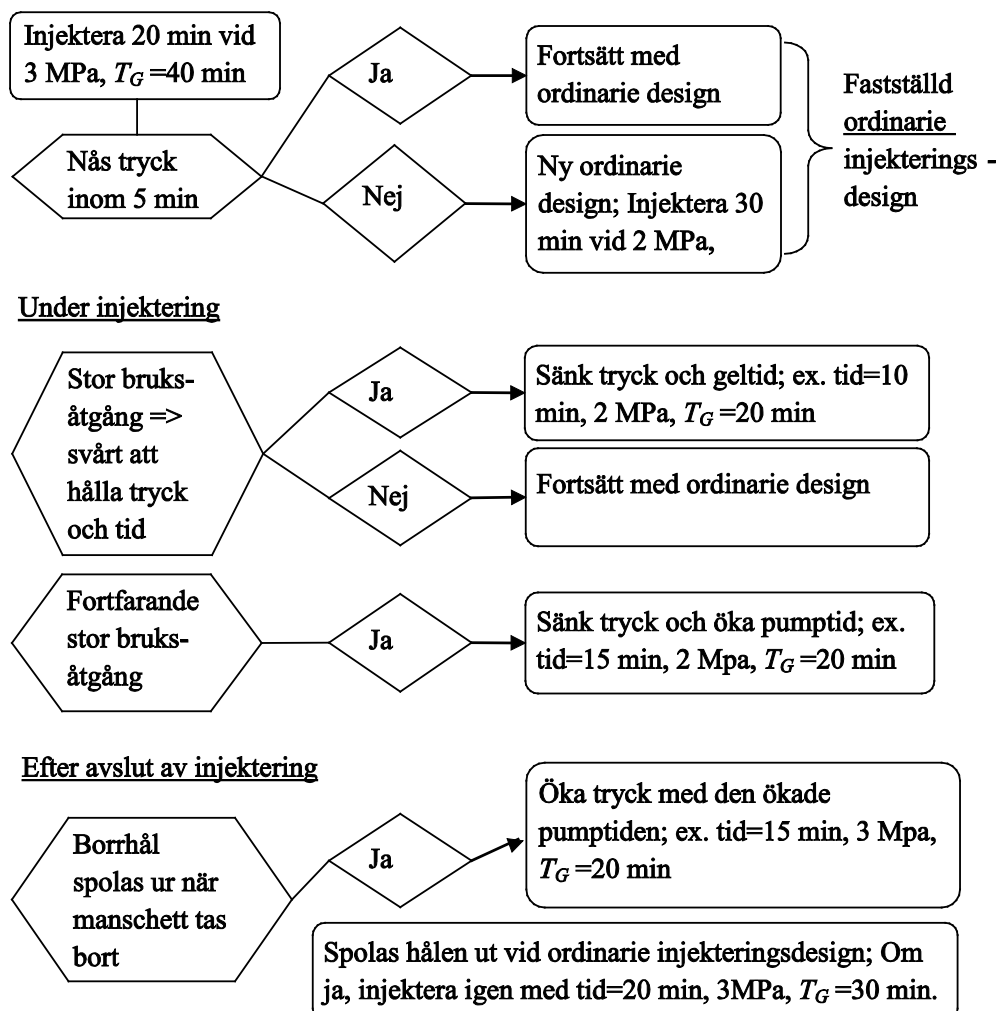 Injektera 20 min vid
3 MPa, T_G =40 min
Nås tryck
inom 5 min
Ja
Fortsätt med
ordinarie design
Nej
Ny ordinarie
design; Injektera 30
min vid 2 MPa,
Fastställd
ordinarie
injekterings -
design
Under injektering
Stor bruks-
åtgång =>
svårt att
hålla tryck
och tid
Ja
Sänk tryck och geltid; ex. tid=10
min, 2 MPa, T_G =20 min
Nej
Fortsätt med ordinarie design
Fortfarande
stor bruks-
åtgång
Ja
Sänk tryck och öka pumptid; ex.
tid=15 min, 2 Mpa, T_G =20 min
Efter avslut av injektering
Borrhål
spolas ur när
manschett tas
bort
Ja
Öka tryck med den ökade
pumptiden; ex. tid=15 min, 3 Mpa,
T_G =20 min
Spolas hålen ut vid ordinarie injekteringsdesign; Om
ja, injektera igen med tid=20 min, 3MPa, T_G =30 min.